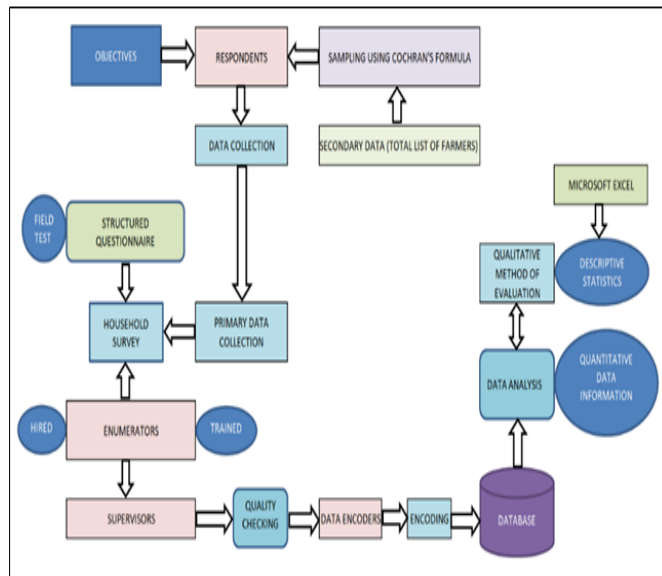 OBJECTIVES
RESPONDENTS
SAMPLING USING COCHRAN'S FORMULA
DATA COLLECTION
SECONDARY DATA (TOTAL LIST OF FARMERS)
MICROSOFT EXCEL
FIELD
TEST
STRUCTURED
QUESTIONNAIRE
QUALITATIVE
METHOD OF
EVALUATION
DESCRIPTIVE
STATISTICS
HOUSEHOLD
SURVEY
PRIMARY DATA
COLLECTION
DATA ANALYSIS
QUANTITATIVE
DATA
INFORMATION
HIRED
ENUMERATORS
TRAINED
SUPERVISORS
QUALITY
CHECKING
DATA ENCODERS
ENCODING
DATABASE